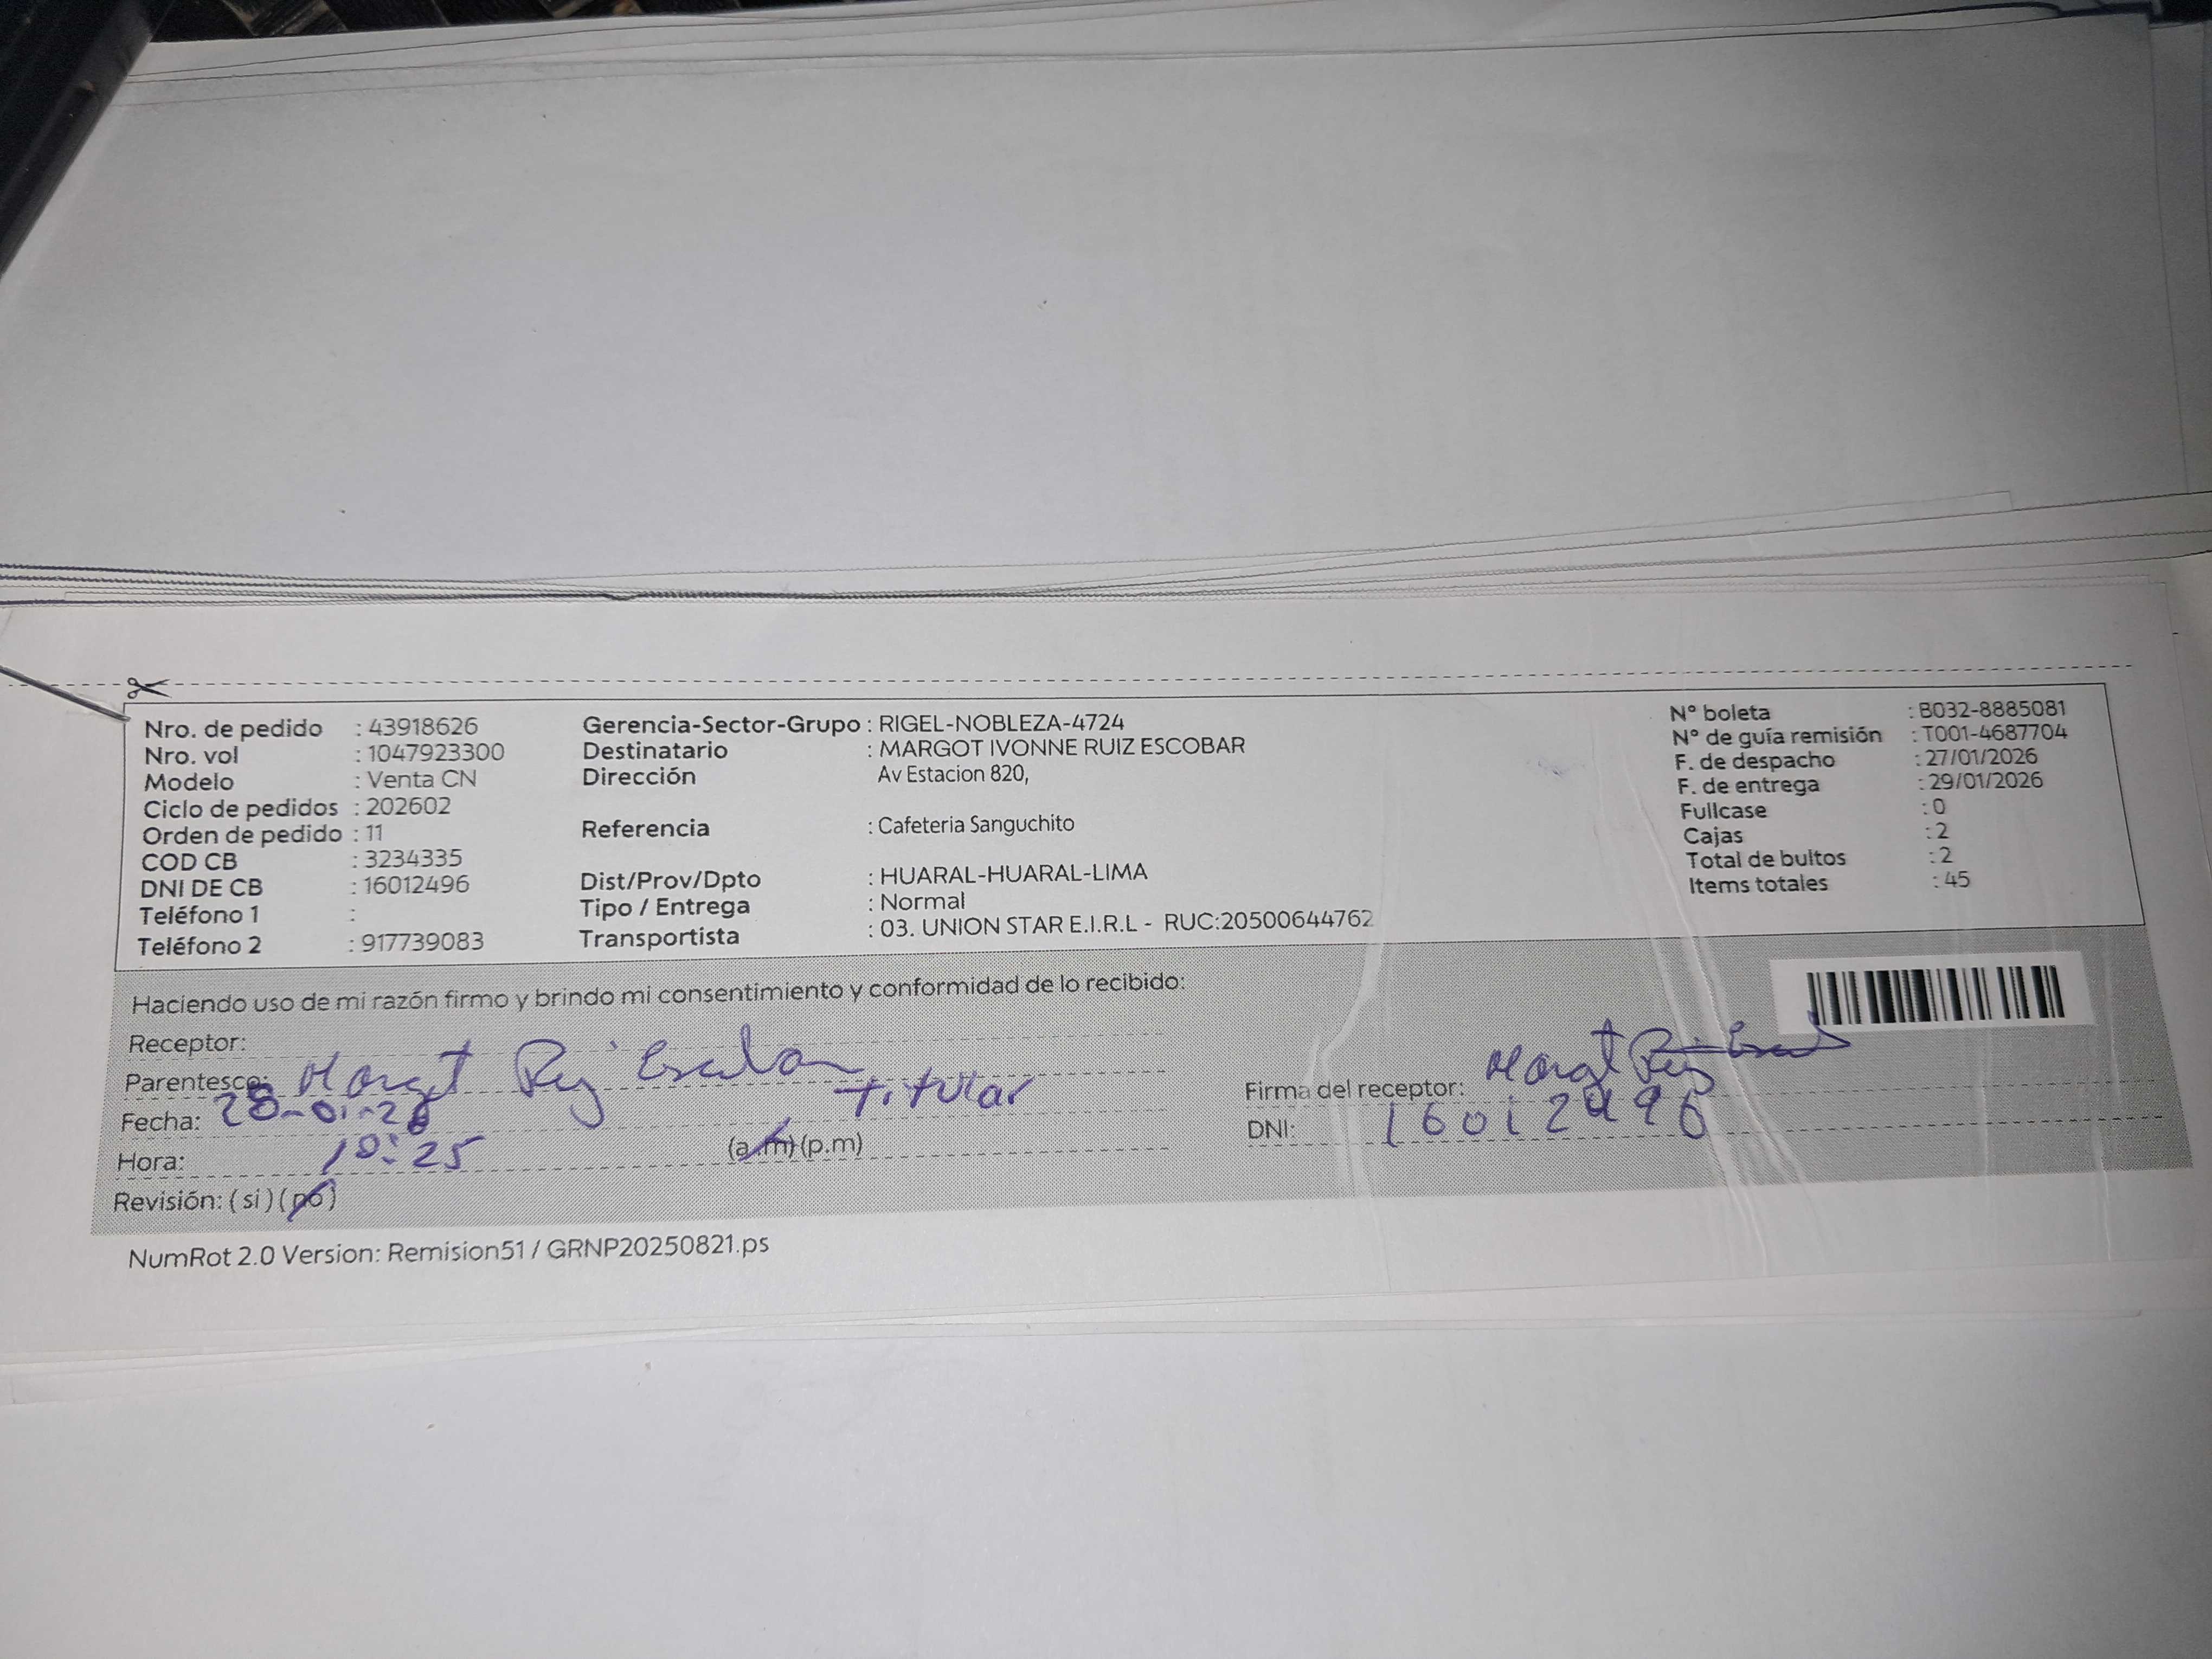 Nro. de pedido : 43918626
Nro. vol : 1047923300
Modelo : Venta CN
Ciclo de pedidos : 202602
Orden de pedido : 11
COD CB : 3234335
DNI DE CB : 16012496
Teléfono 1 :
Teléfono 2 : 917739083
Gerencia-Sector-Grupo : RIGEL-NOBLEZA-4724
Destinatario : MARGOT IVONNE RUIZ ESCOBAR
Dirección Av Estacion 820,
Referencia : Cafeteria Sanguchito
Dist/Prov/Dpto : HUARAL-HUARAL-LIMA
Tipo / Entrega : Normal
Transportista : 03. UNION STAR E.I.R.L - RUC:20500644762
N° boleta : B032-8885081
N° de guía remisión : T001-4687704
F. de despacho : 27/01/2026
F. de entrega : 29/01/2026
Fullcase : 0
Cajas : 2
Total de bultos : 2
Items totales : 45
Haciendo uso de mi razón firmo y brindo mi consentimiento y conformidad de lo recibido:
Receptor:
Parentesco: Margot Titular
Fecha: 28-01-26
Hora: 10:25 (a.m) (p.m)
Revisión: (si) (no)
Firma del receptor: Margot
DNI: 16012496
NumRot 2.0 Version: Remision51 / GRNP20250821.ps